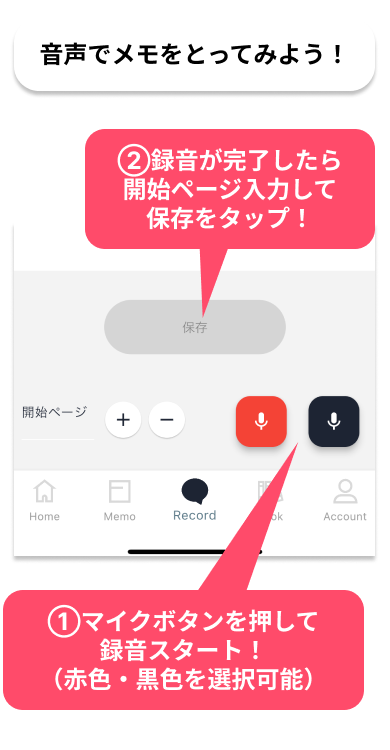 音声でメモをとってみよう！
②録音が完了したら
開始ページ入力して
保存をタップ！
保存
開始ページ
Home
Memo
Record
Account
①マイクボタンを押して
録音スタート！
（赤色・黒色を選択可能）